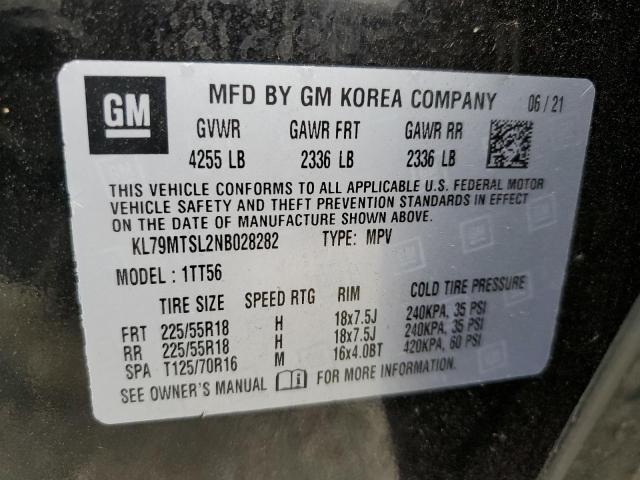 GM MFD BY GM KOREA COMPANY 06/21
GVWR GAWR FRT GAWR RR
4255 LB 2336 LB 2336 LB
THIS VEHICLE CONFORMS TO ALL APPLICABLE U.S. FEDERAL MOTOR
VEHICLE SAFETY AND THEFT PREVENTION STANDARDS IN EFFECT
ON THE DATE OF MANUFACTURE SHOWN ABOVE.
KL79MTSL2NB028282 TYPE: MPV
MODEL: 1TT56
TIRE SIZE SPEED RTG RIM COLD TIRE PRESSURE
FRT 225/55R18 H 18x7.5J 240KPA, 35 PSI
RR 225/55R18 H 18x7.5J 240KPA, 35 PSI
SPA T125/70R16 M 16x4.0BT 420KPA, 60 PSI
SEE OWNER'S MANUAL FOR MORE INFORMATION.